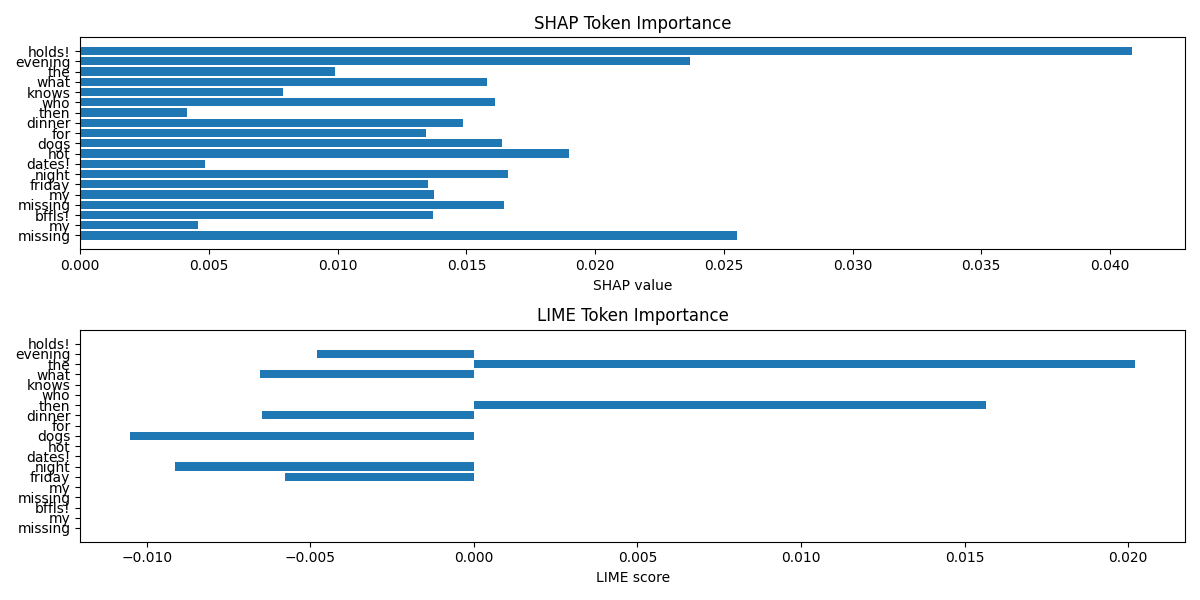 SHAP Token Importance
holds!
evening
the
what
knows
who
then
dinner
for
dogs
hot
dates!
night
friday
my
missing
bffls!
my
missing
0.000 0.005 0.010 0.015 0.020 0.025 0.030 0.035 0.040
SHAP value
LIME Token Importance
holds!
evening
the
what
knows
who
then
dinner
for
dogs
hot
dates!
night
friday
my
missing
bffls!
my
missing
−0.010 −0.005 0.000 0.005 0.010 0.015 0.020
LIME score